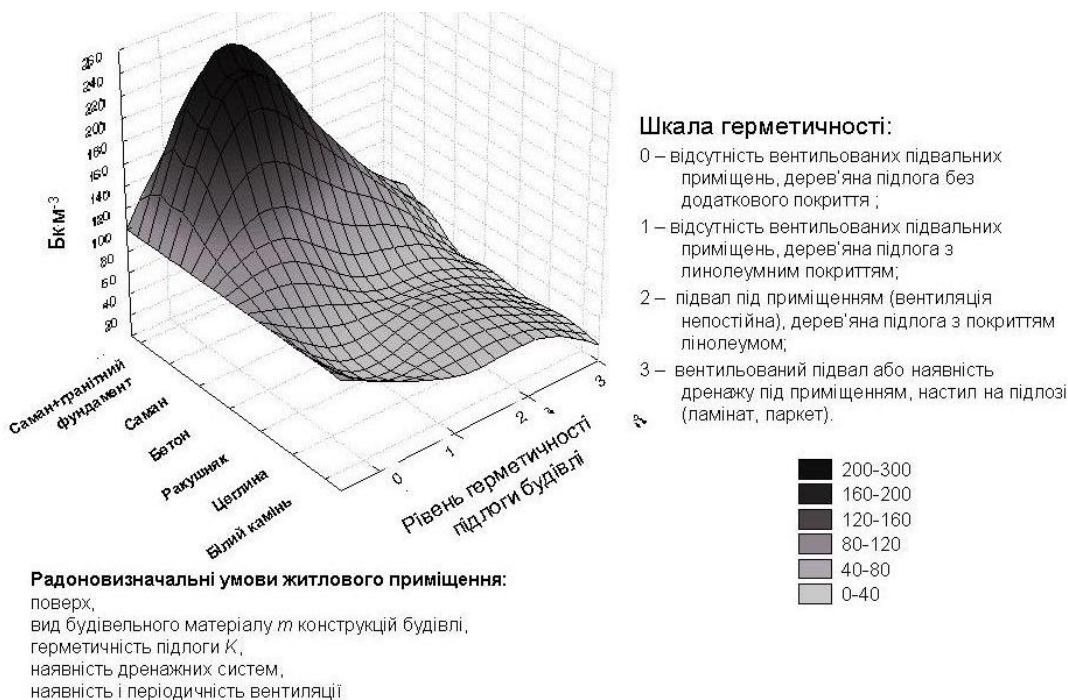 260
240
220
200
180
160
140
120
100
80
60
40
20
Бк·м-3
Саман+гранітний
фундамент
Саман
Бетон
Ракушняк
Цеглина
Білий камінь
0
1
2
3
Рівень герметичності
підлоги будівлі
Шкала герметичності:
0 – відсутність вентильованих підвальних
приміщень, дерев'яна підлога без
додаткового покриття ;
1 – відсутність вентильованих підвальних
приміщень, дерев'яна підлога з
линолеумним покриттям;
2 – підвал під приміщенням (вентиляція
непостійна), дерев'яна підлога з покриттям
лінолеумом;
3 – вентильований підвал або наявність
дренажу під приміщенням, настил на підлозі
(ламінат, паркет).
200-300
160-200
120-160
80-120
40-80
0-40
Радоновизначальні умови житлового приміщення:
поверх,
вид будівельного матеріалу m конструкцій будівлі,
герметичність підлоги K,
наявність дренажних систем,
наявність і періодичність вентиляції